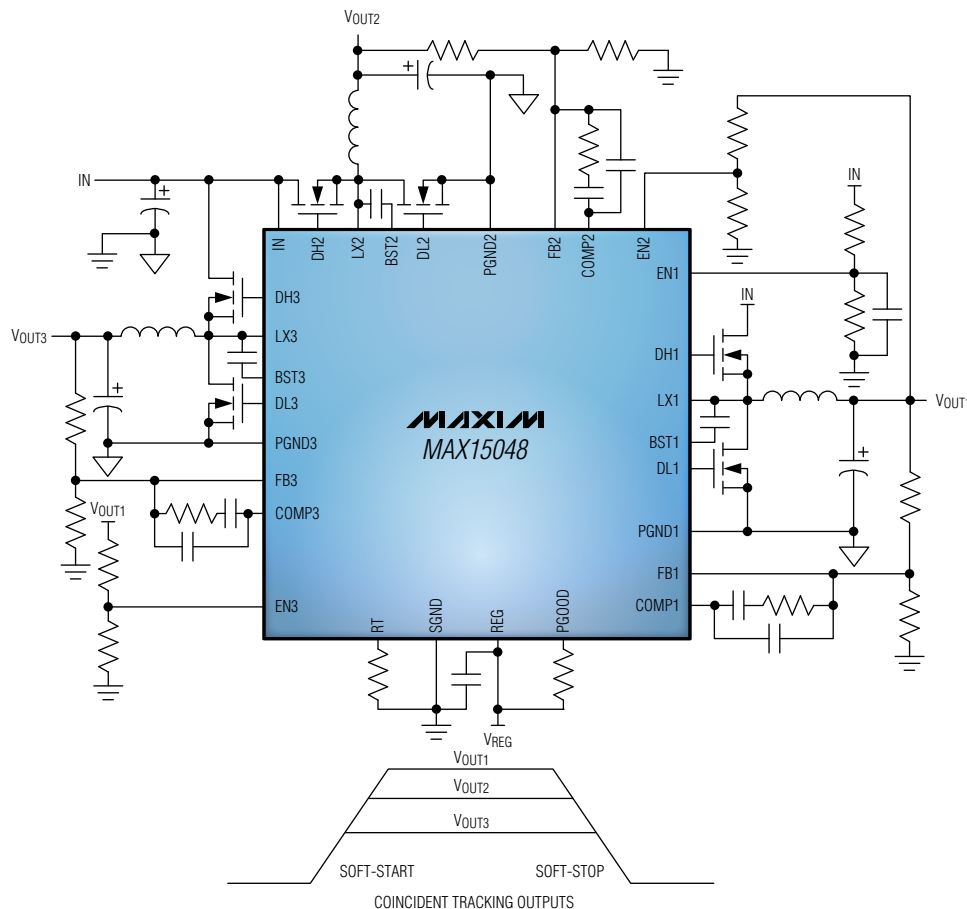 VOUT2
IN
IN
DH2
LX2
BST2
DL2
PGND2
FB2
COMP2
EN2
IN
EN1
IN
DH3
VOUT3
LX3
DH1
BST3
LX1
VOUT1
DL3
MAXIM
MAX15048
BST1
PGND3
DL1
FB3
VOUT1
COMP3
PGND1
FB1
EN3
COMP1
RT
SGND
REG
PGOOD
VREG
VOUT1
VOUT2
VOUT3
SOFT-START
SOFT-STOP
COINCIDENT TRACKING OUTPUTS